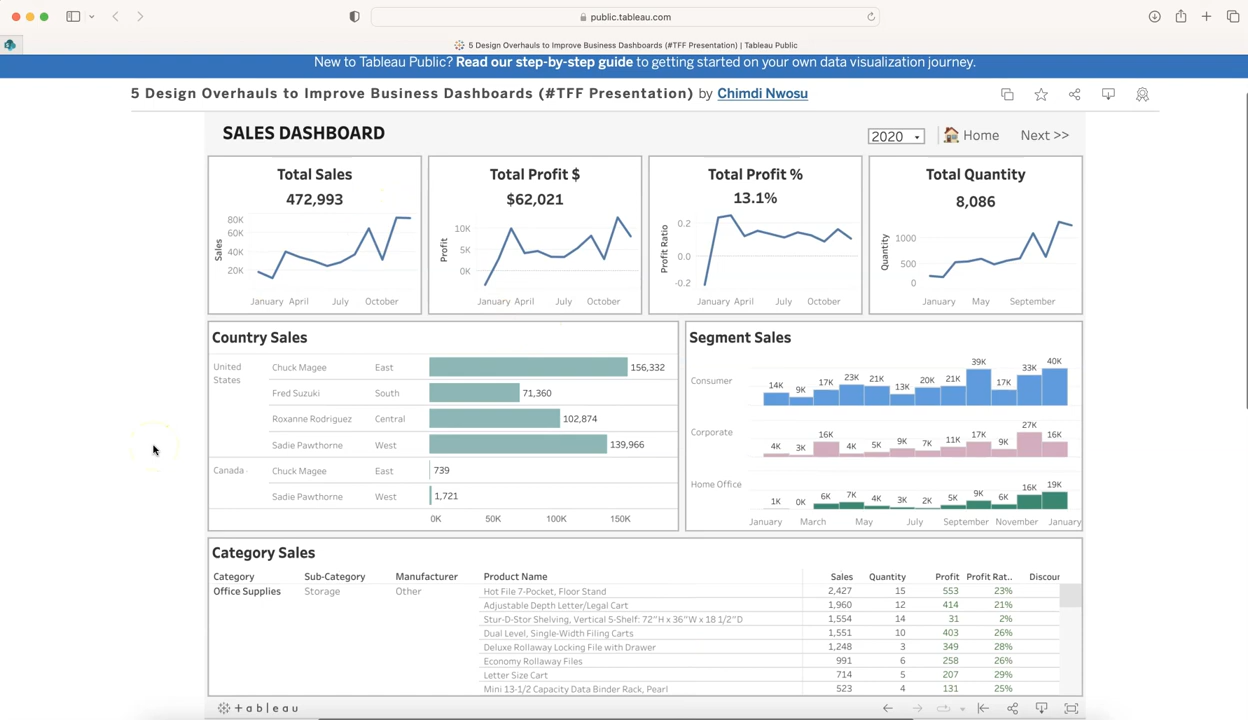 public.tableau.com
5 Design Overhauls to Improve Business Dashboards (#TFF Presentation) | Tableau Public
New to Tableau Public? Read our step-by-step guide to getting started on your own data visualization journey.
5 Design Overhauls to Improve Business Dashboards (#TFF Presentation) by Chimdi Nwosu
SALES DASHBOARD
2020
Home
Next >>
Total Sales
472,993
80K
60K
40K
20K
Sales
January April July October
Total Profit $
$62,021
10K
5K
0K
Profit
January April July October
Total Profit %
13.1%
0.2
0.0
-0.2
Profit Ratio
January April July October
Total Quantity
8,086
1000
500
0
Quantity
January May September
Country Sales
United States Chuck Magee East 156,332
Fred Suzuki South 71,360
Roxanne Rodriguez Central 102,874
Sadie Pawthorne West 139,966
Canada Chuck Magee East 739
Sadie Pawthorne West 1,721
0K 50K 100K 150K
Segment Sales
Consumer 14K 9K 17K 23K 21K 13K 20K 21K 39K 17K 33K 40K
Corporate 4K 3K 16K 4K 5K 9K 7K 11K 17K 9K 27K 16K
Home Office 1K 0K 6K 7K 4K 3K 2K 5K 9K 6K 16K 19K
January March May July September November January
Category Sales
Category Sub-Category Manufacturer Product Name Sales Quantity Profit Profit Rat.. Discour
Office Supplies Storage Other Hot File 7-Pocket, Floor Stand 2,427 15 553 23%
Adjustable Depth Letter/Legal Cart 1,960 12 414 21%
Stur-D-Stor Shelving, Vertical 5-Shelf: 72"H x 36"W x 18 1/2"D 1,554 14 31 2%
Dual Level, Single-Width Filing Carts 1,551 10 403 26%
Deluxe Rollaway Locking File with Drawer 1,248 3 349 28%
Economy Rollaway Files 991 6 258 26%
Letter Size Cart 714 5 207 29%
Mini 13-1/2 Capacity Data Binder Rack, Pearl 523 4 131 25%
+ableau